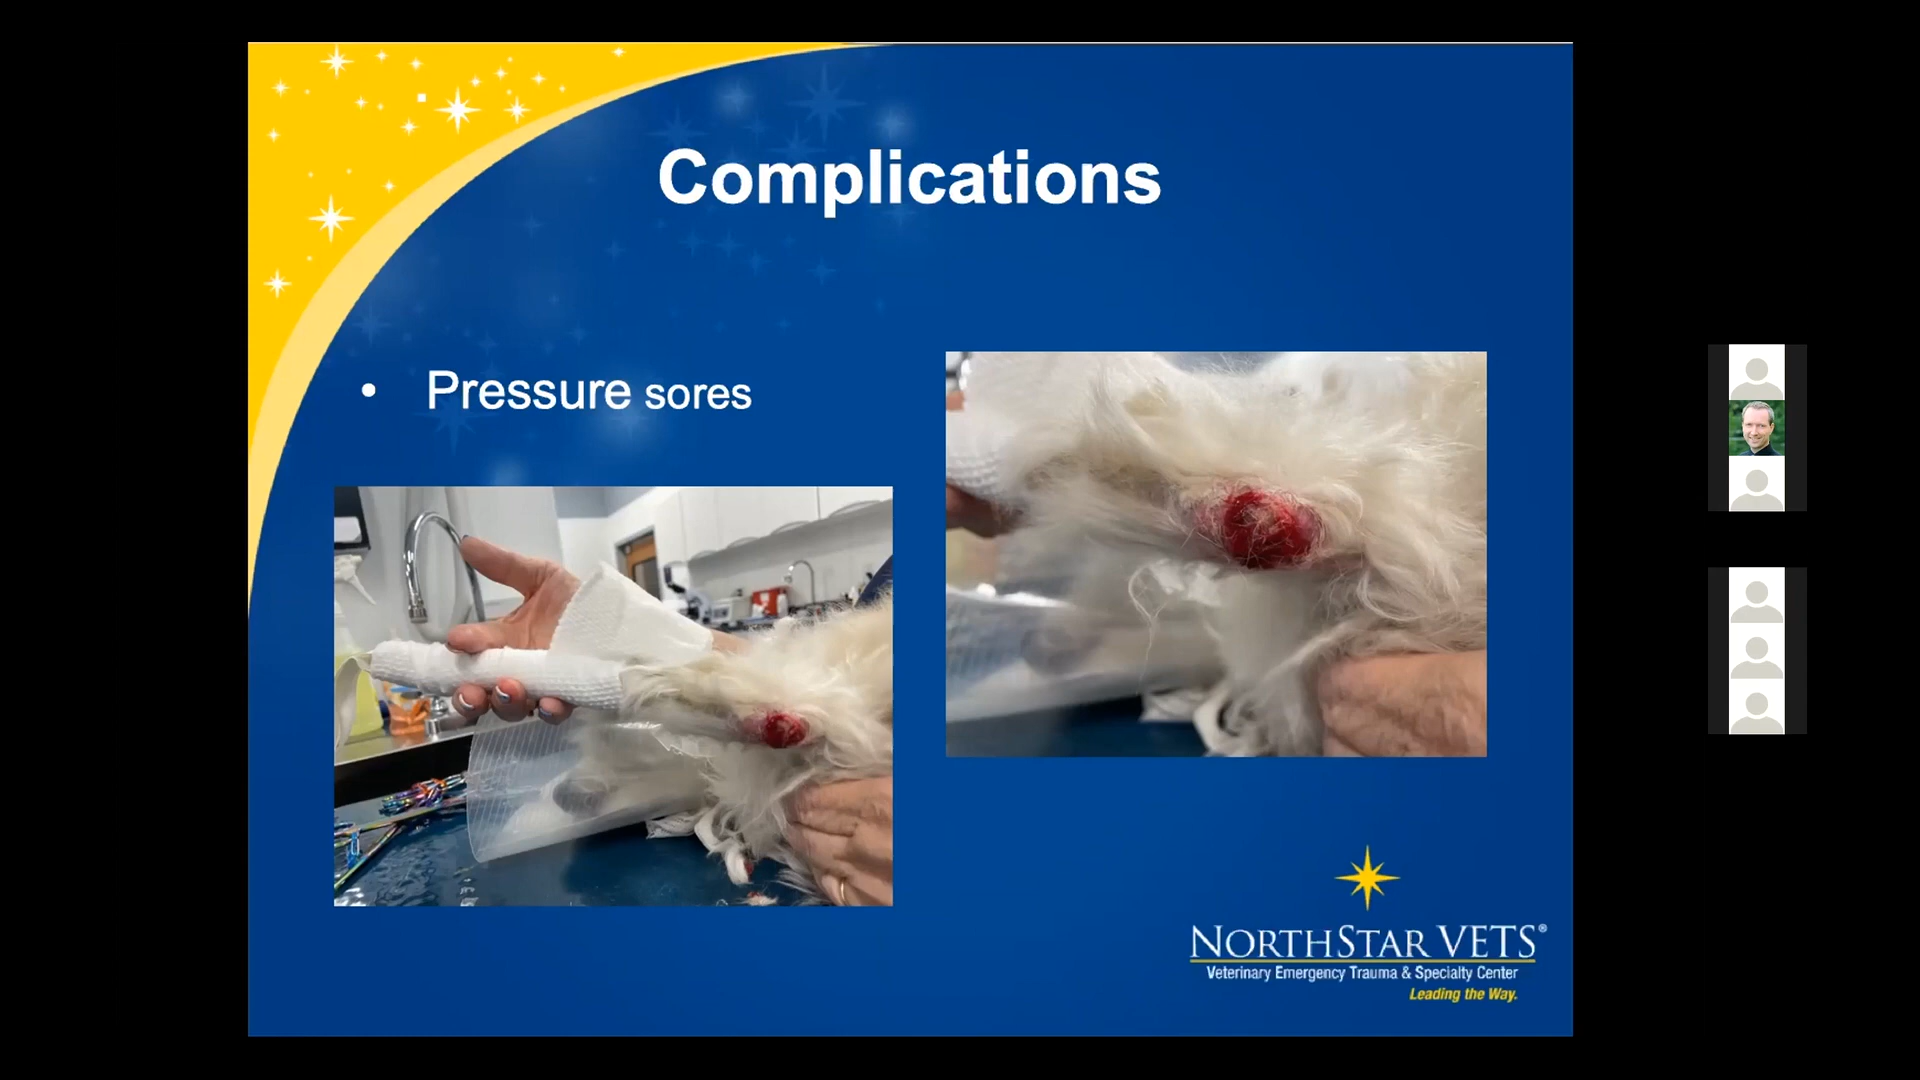 Complications
• Pressure sores
NORTHSTAR VETS®
Veterinary Emergency Trauma & Specialty Center
Leading the Way.